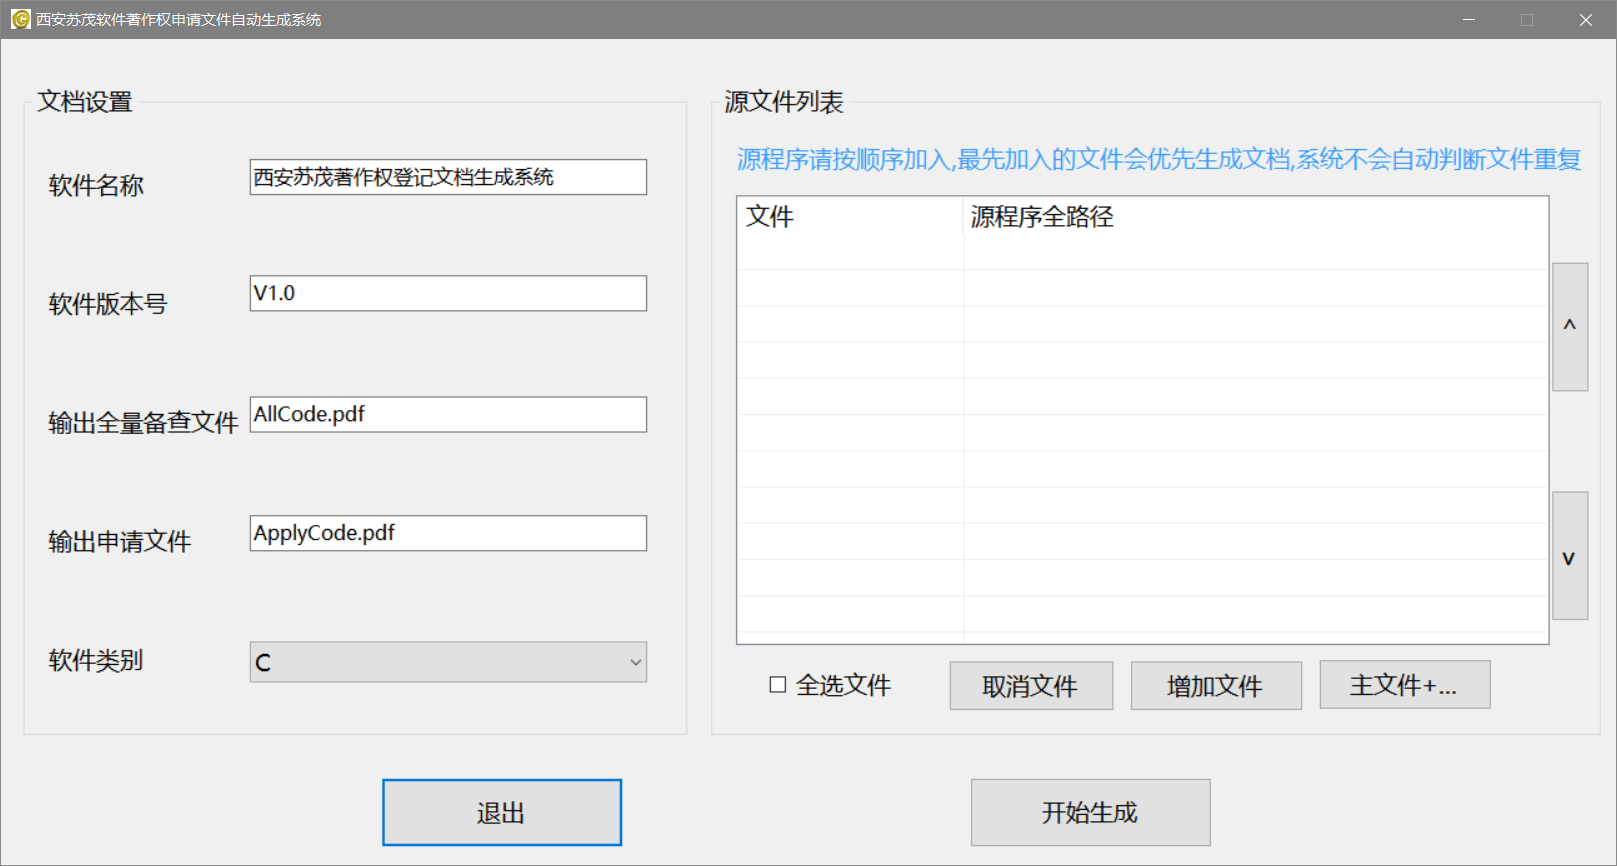 西安苏茂软件著作权申请文件自动生成系统
文档设置
软件名称
西安苏茂著作权登记文档生成系统
软件版本号
V1.0
输出全量备查文件
AllCode.pdf
输出申请文件
ApplyCode.pdf
软件类别
C
源文件列表
源程序请按顺序加入,最先加入的文件会优先生成文档,系统不会自动判断文件重复
文件 源程序全路径
^
v
全选文件
取消文件
增加文件
主文件+...
退出
开始生成